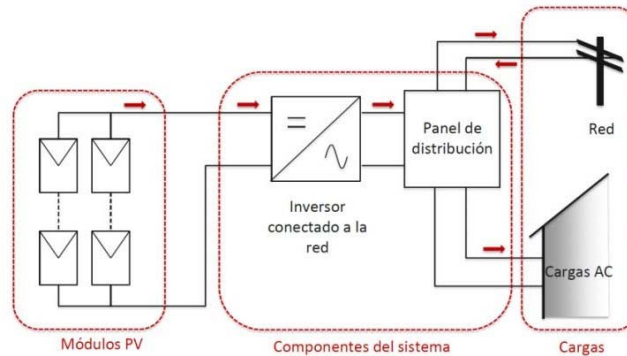 Panel de
distribución
Red
Inversor
conectado a la
red
Cargas AC
Módulos PV
Componentes del sistema
Cargas